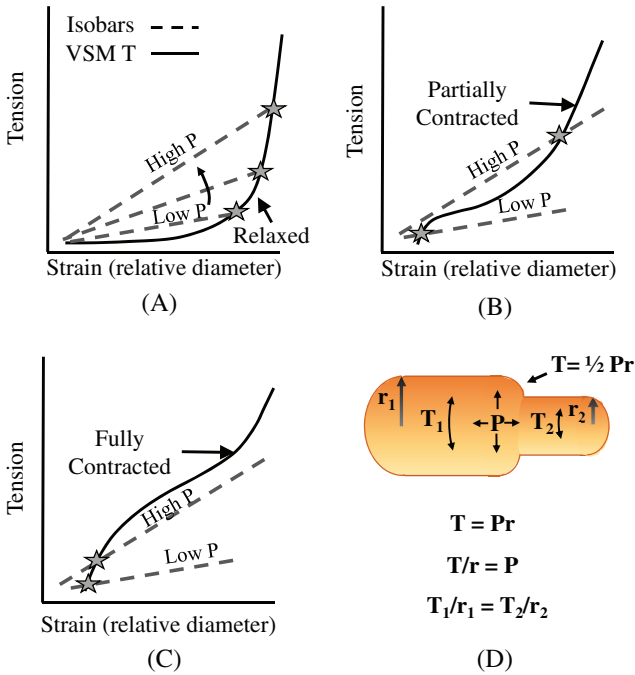 Isobars
VSM T
Tension
High P
Low P
Relaxed
Strain (relative diameter)
(A)
Tension
Partially
Contracted
High P
Low P
Strain (relative diameter)
(B)
Tension
Fully
Contracted
High P
Low P
Strain (relative diameter)
(C)
T= ½ Pr
r1
T1
P
T2
r2
T = Pr
T/r = P
T1/r1 = T2/r2
(D)